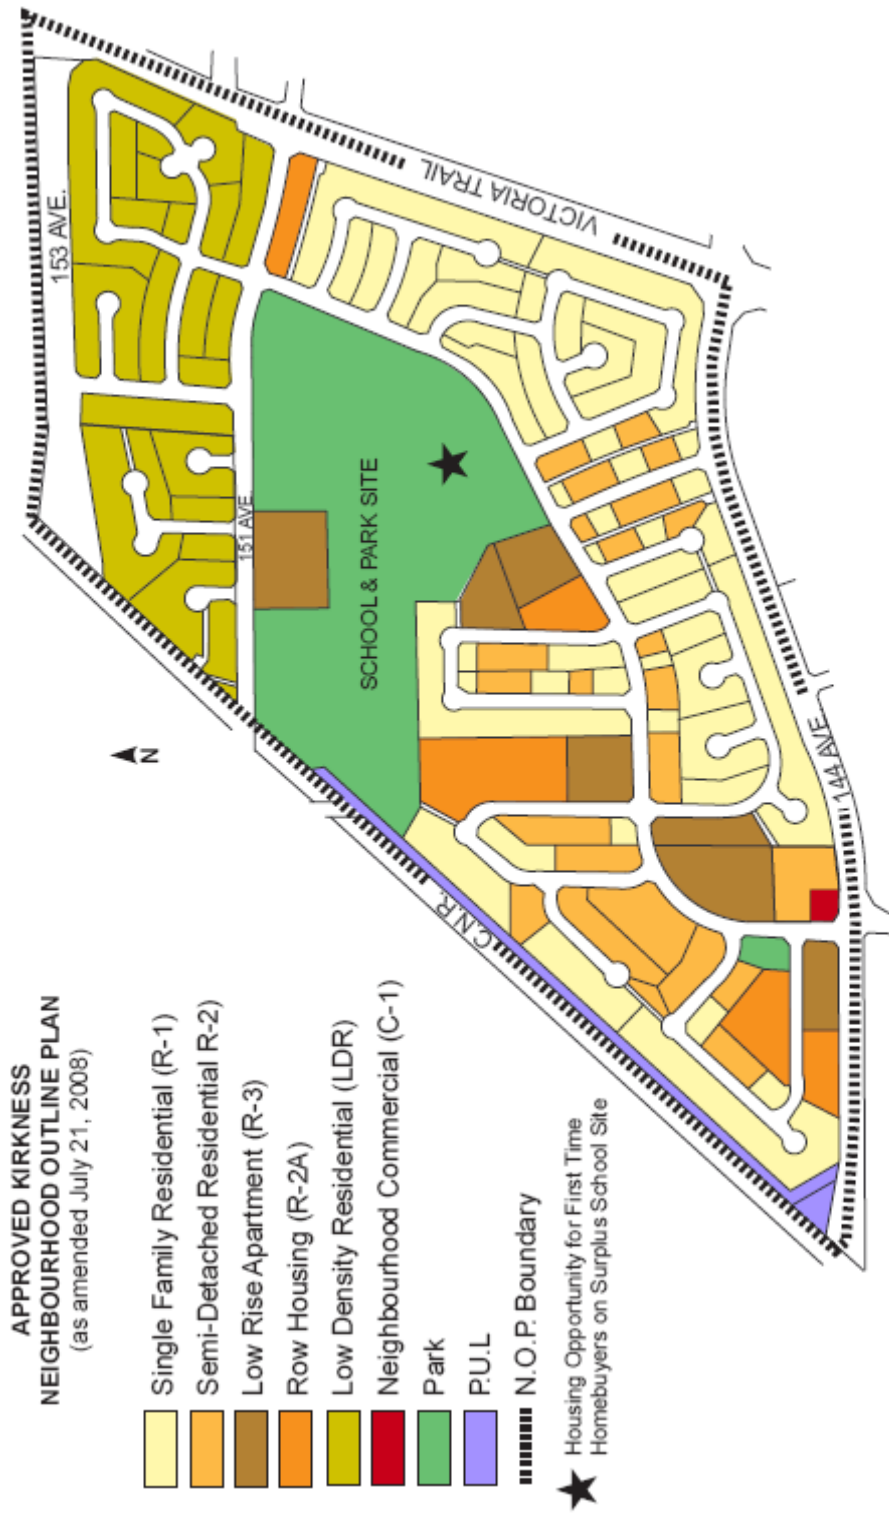 APPROVED KIRKNESS
NEIGHBOURHOOD OUTLINE PLAN
(as amended July 21, 2008)
Single Family Residential (R-1)
Semi-Detached Residential R-2)
Low Rise Apartment (R-3)
Row Housing (R-2A)
Low Density Residential (LDR)
Neighbourhood Commercial (C-1)
Park
P.U.L
N.O.P. Boundary
Housing Opportunity for First Time
Homebuyers on Surplus School Site
N
153 AVE.
151 AVE
SCHOOL & PARK SITE
VICTORIA TRAIL
C.N.R.
144 AVE.